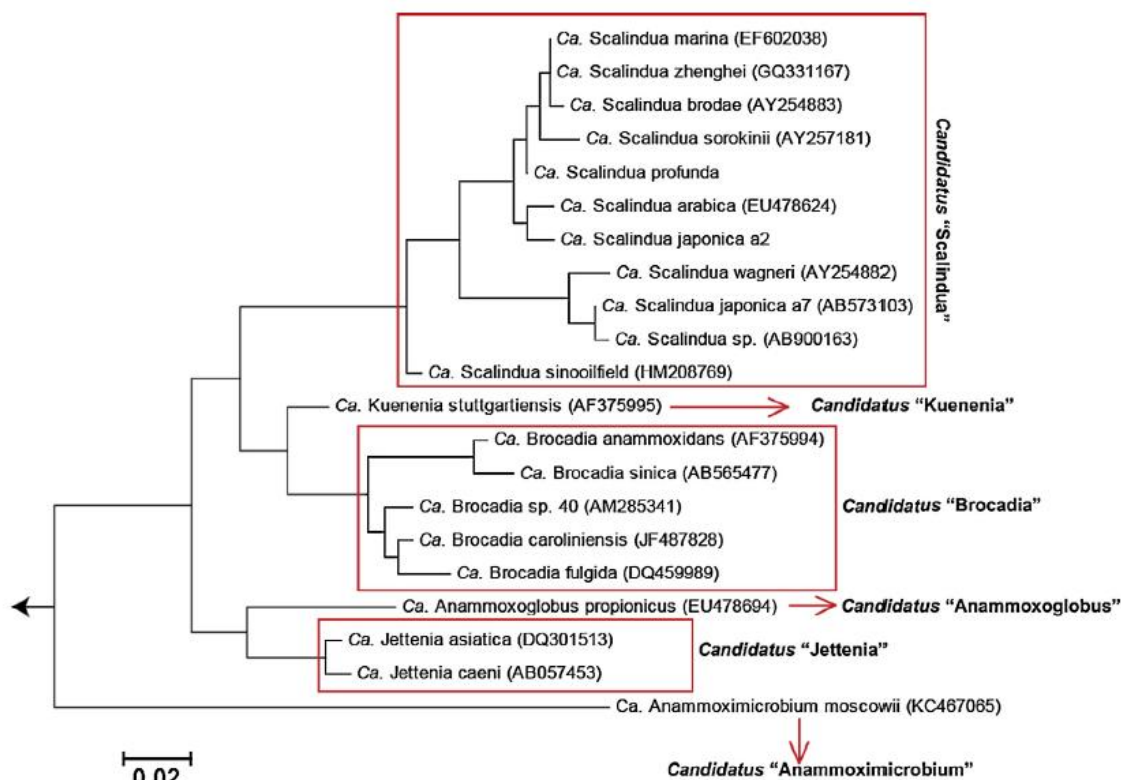 Ca. Scalindua marina (EF602038)
Ca. Scalindua zhenghei (GQ331167)
Ca. Scalindua brodae (AY254883)
Ca. Scalindua sorokinii (AY257181)
Ca. Scalindua profunda
Ca. Scalindua arabica (EU478624)
Ca. Scalindua japonica a2
Ca. Scalindua wagneri (AY254882)
Ca. Scalindua japonica a7 (AB573103)
Ca. Scalindua sp. (AB900163)
Ca. Scalindua sinooilfield (HM208769)
Candidatus “Scalindua”
Ca. Kuenenia stuttgartiensis (AF375995)
Candidatus “Kuenenia”
Ca. Brocadia anammoxidans (AF375994)
Ca. Brocadia sinica (AB565477)
Ca. Brocadia sp. 40 (AM285341)
Ca. Brocadia caroliniensis (JF487828)
Ca. Brocadia fulgida (DQ459989)
Candidatus “Brocadia”
Ca. Anammoxoglobus propionicus (EU478694)
Candidatus “Anammoxoglobus”
Ca. Jettenia asiatica (DQ301513)
Ca. Jettenia caeni (AB057453)
Candidatus “Jettenia”
Ca. Anammoximicrobium moscowii (KC467065)
Candidatus “Anammoximicrobium”
0.02